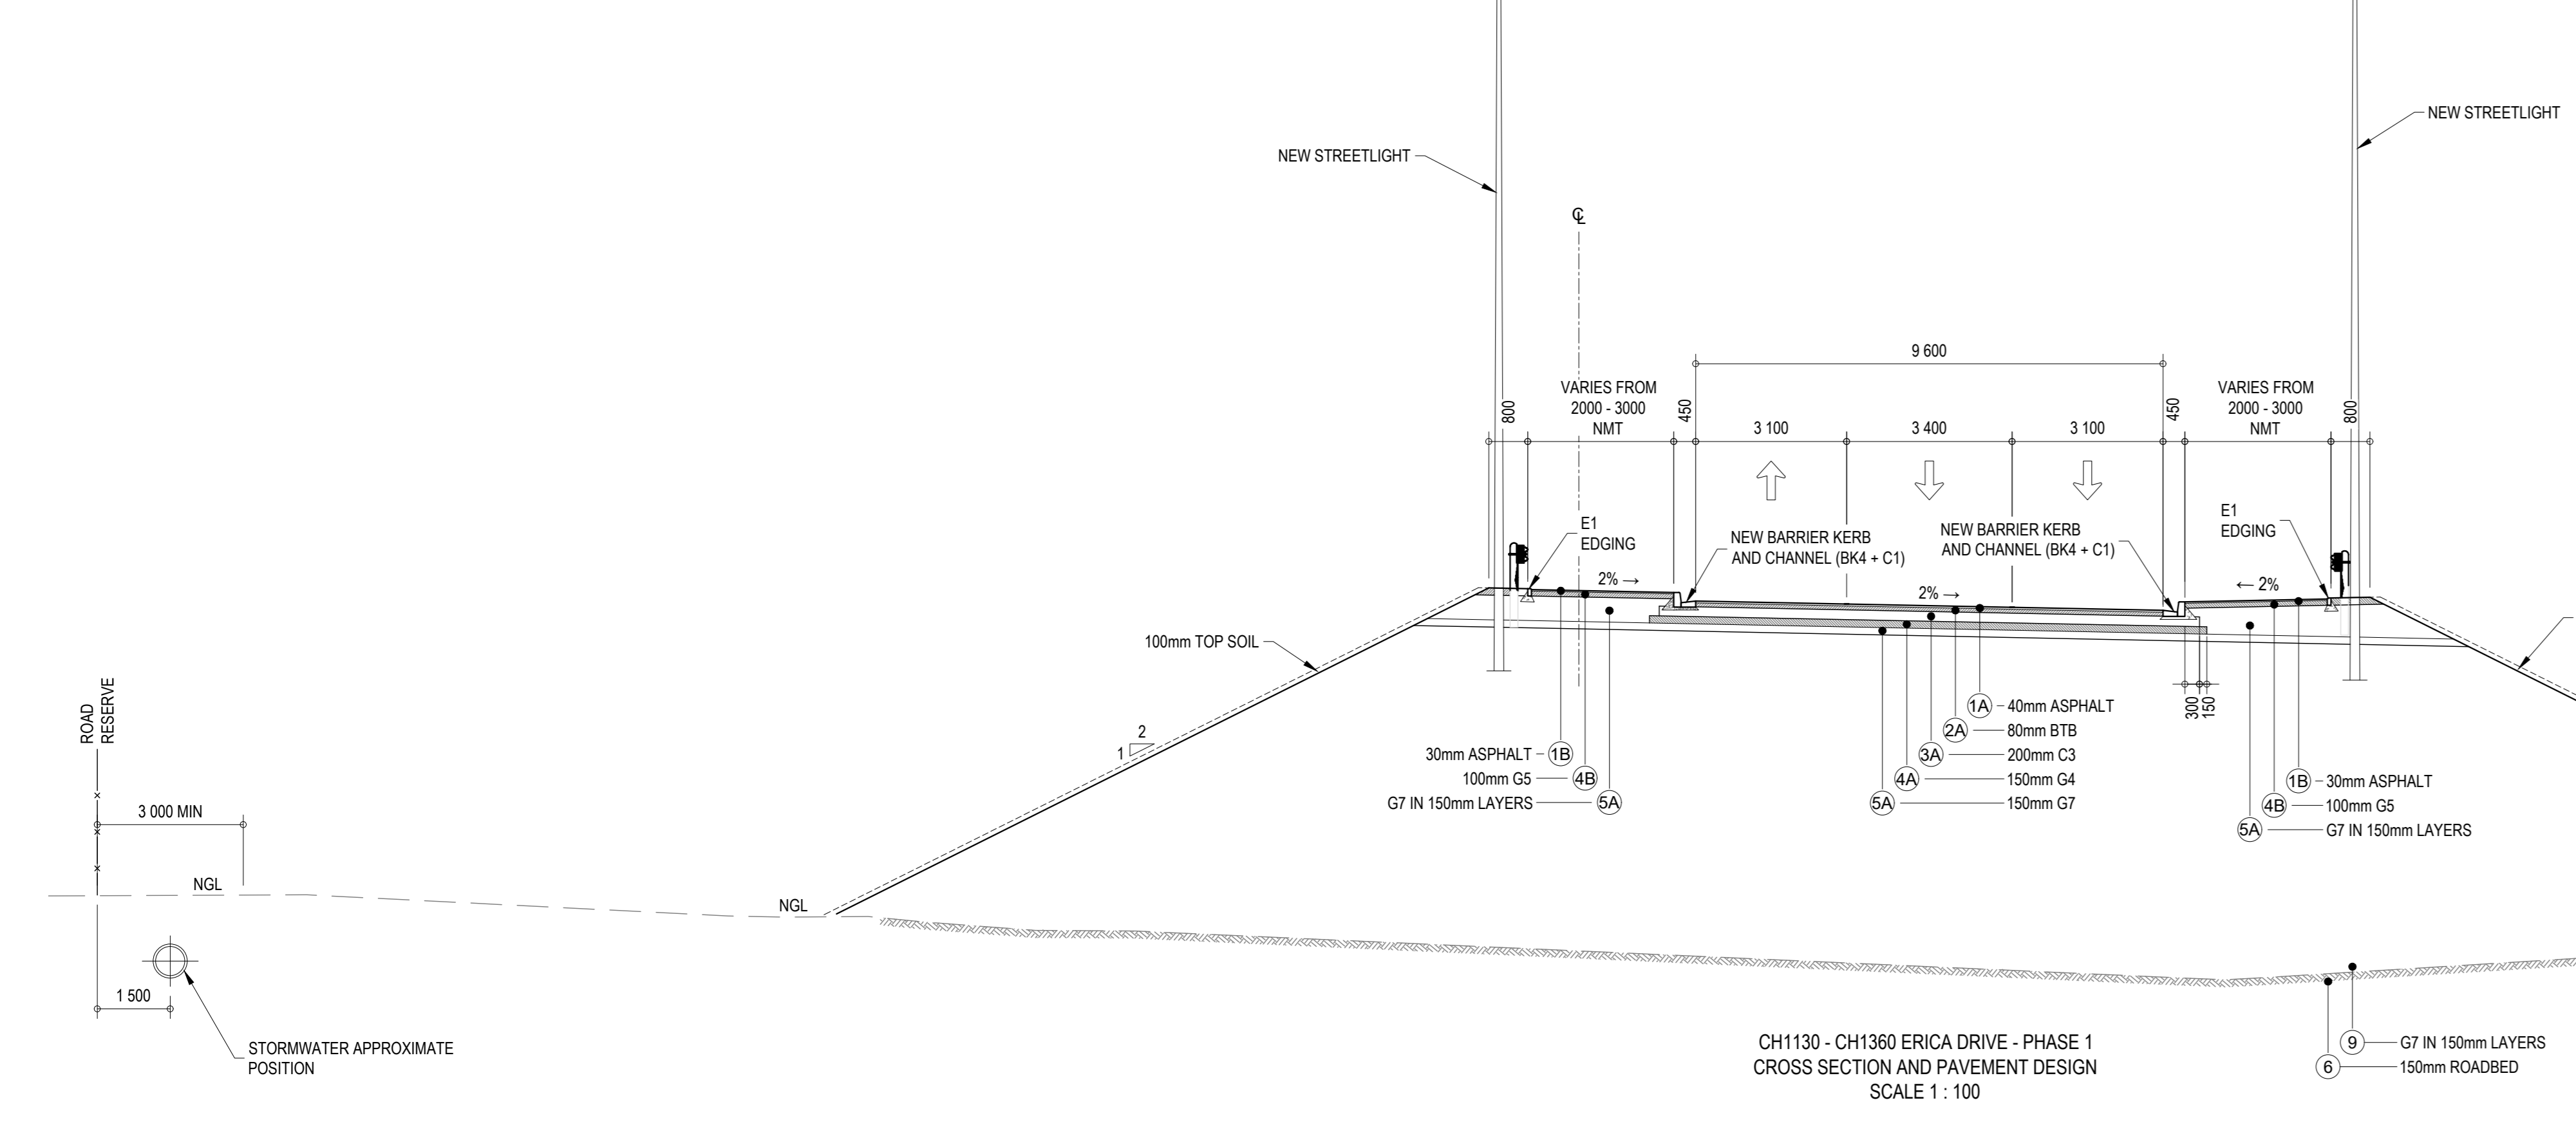 NEW STREETLIGHT
NEW STREETLIGHT
℄
9 600
800
VARIES FROM
2000 - 3000
NMT
450
3 100
3 400
3 100
450
VARIES FROM
2000 - 3000
NMT
800
E1
EDGING
NEW BARRIER KERB
AND CHANNEL (BK4 + C1)
NEW BARRIER KERB
AND CHANNEL (BK4 + C1)
E1
EDGING
2% →
2% →
← 2%
100mm TOP SOIL
2
1
ROAD
RESERVE
3 000 MIN
NGL
NGL
1 500
STORMWATER APPROXIMATE
POSITION
30mm ASPHALT 1B
100mm G5 4B
G7 IN 150mm LAYERS 5A
1A 40mm ASPHALT
2A 80mm BTB
3A 200mm C3
4A 150mm G4
5A 150mm G7
300
150
1B 30mm ASPHALT
4B 100mm G5
5A G7 IN 150mm LAYERS
9 G7 IN 150mm LAYERS
6 150mm ROADBED
CH1130 - CH1360 ERICA DRIVE - PHASE 1
CROSS SECTION AND PAVEMENT DESIGN
SCALE 1 : 100